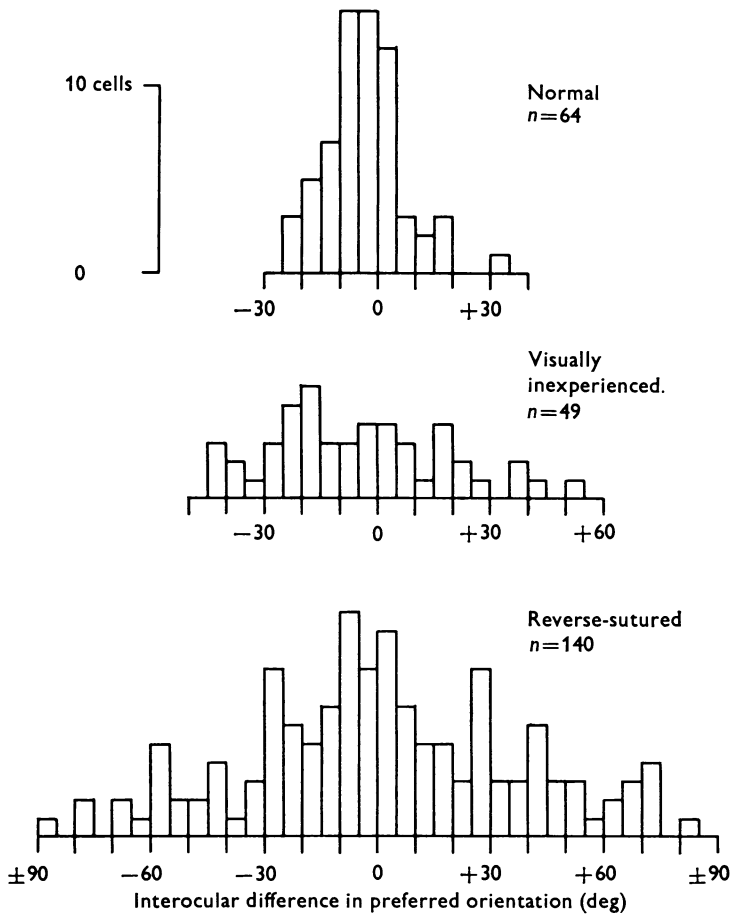 10 cells
Normal
n=64
0
−30 0 +30
Visually
inexperienced.
n=49
−30 0 +30 +60
Reverse-sutured
n=140
±90 −60 −30 0 +30 +60 ±90
Interocular difference in preferred orientation (deg)